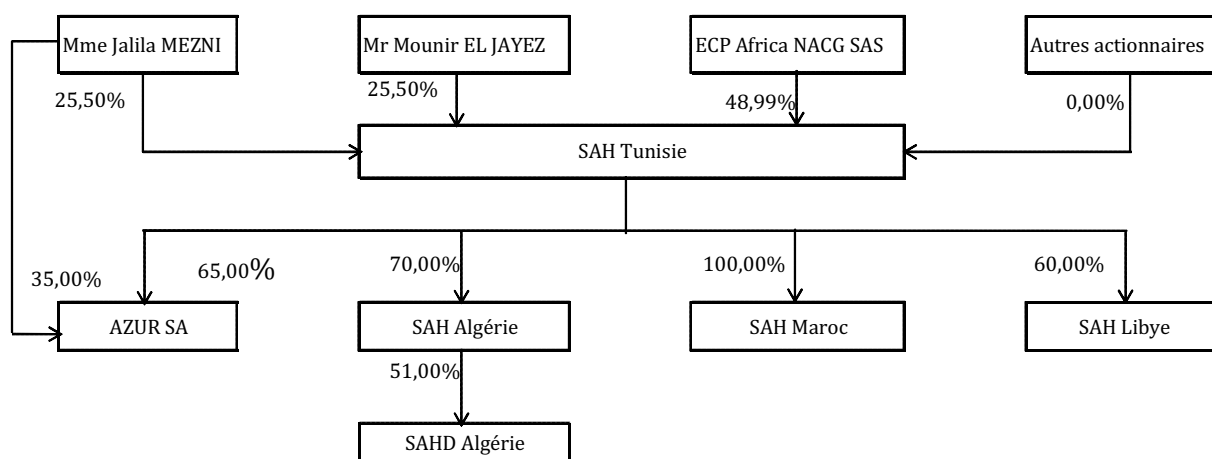 Mme Jalila MEZNI
Mr Mounir EL JAYEZ
ECP Africa NACG SAS
Autres actionnaires
25,50%
25,50%
48,99%
0,00%
SAH Tunisie
35,00%
65,00%
70,00%
100,00%
60,00%
AZUR SA
SAH Algérie
SAH Maroc
SAH Libye
51,00%
SAHD Algérie